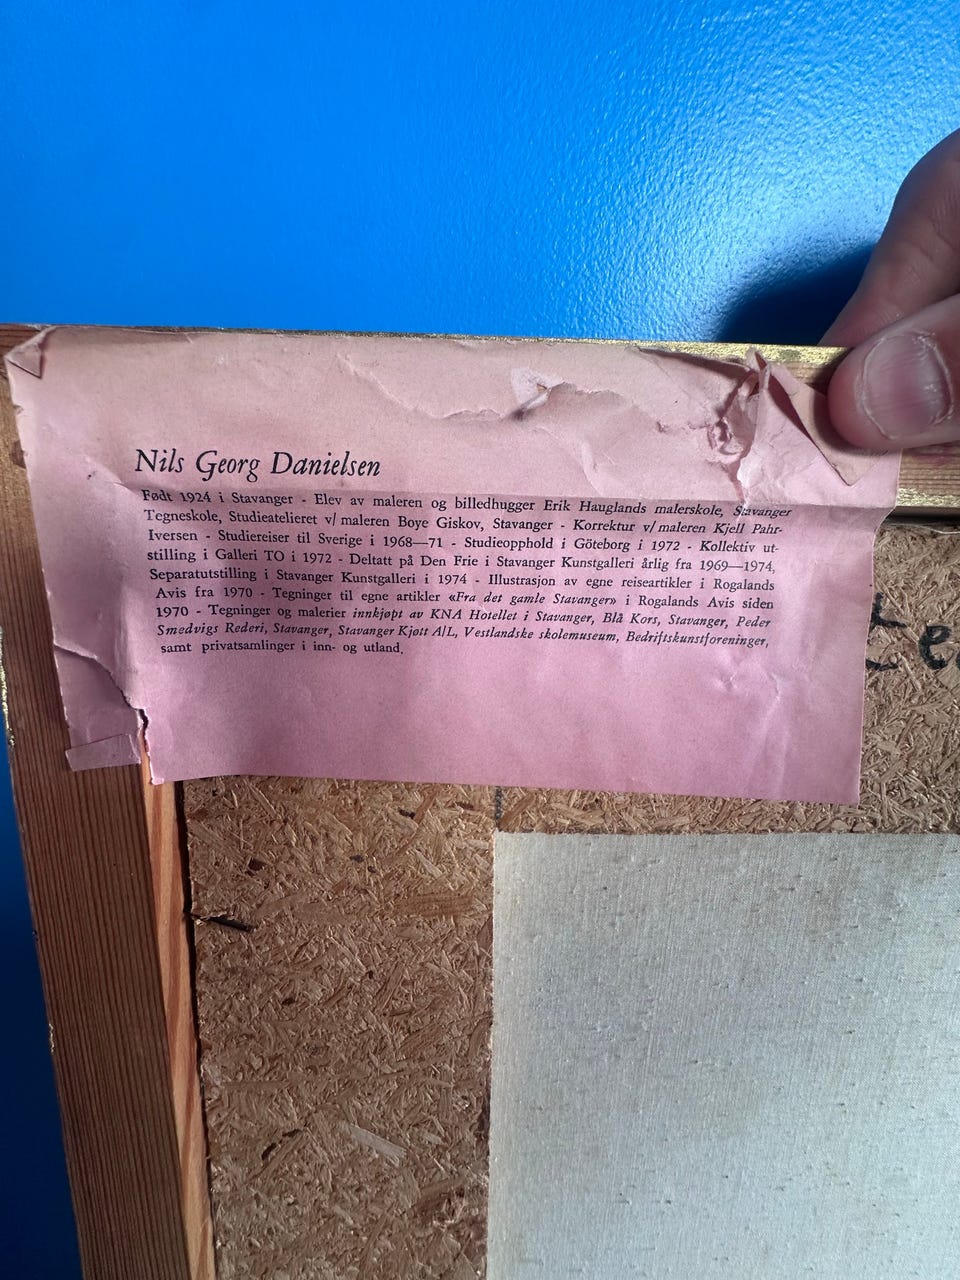 Nils Georg Danielsen
Født 1924 i Stavanger - Elev av maleren og billedhugger Erik Hauglands malerskole, Stavanger
Tegneskole, Studieatelieret v/ maleren Boye Giskov, Stavanger - Korrektur v/ maleren Kjell Pahr-
Iversen - Studiereiser til Sverige i 1968—71 - Studieopphold i Göteborg i 1972 - Kollektiv ut-
stilling i Galleri TO i 1972 - Deltatt på Den Frie i Stavanger Kunstgalleri årlig fra 1969—1974,
Separatutstilling i Stavanger Kunstgalleri i 1974 - Illustrasjon av egne reiseartikler i Rogalands
Avis fra 1970 - Tegninger til egne artikler «Fra det gamle Stavanger» i Rogalands Avis siden
1970 - Tegninger og malerier innkjøpt av KNA Hotellet i Stavanger, Blå Kors, Stavanger, Peder
Smedvigs Rederi, Stavanger, Stavanger Kjøtt A/L, Vestlandske skolemuseum, Bedriftskunstforeninger,
samt privatsamlinger i inn- og utland.